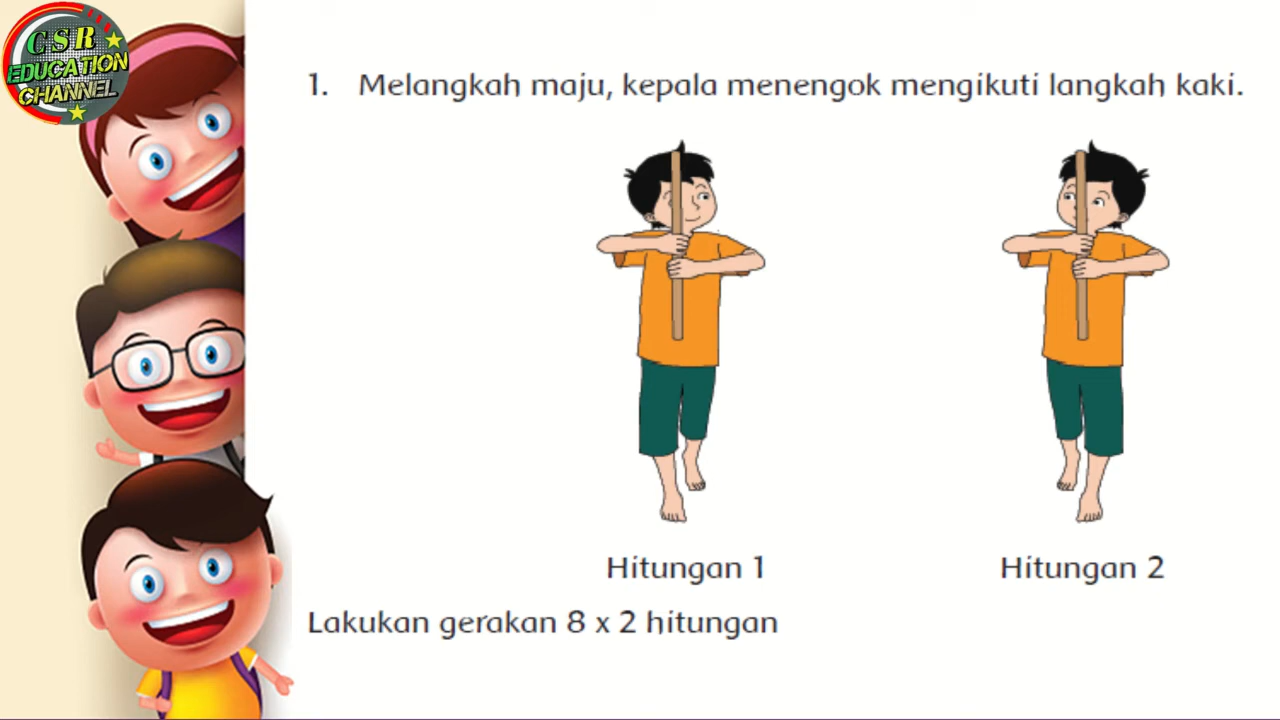 CSR
EDUCATION
CHANNEL
1. Melangkah maju, kepala menengok mengikuti langkah kaki.
Hitungan 1
Hitungan 2
Lakukan gerakan 8 x 2 hitungan